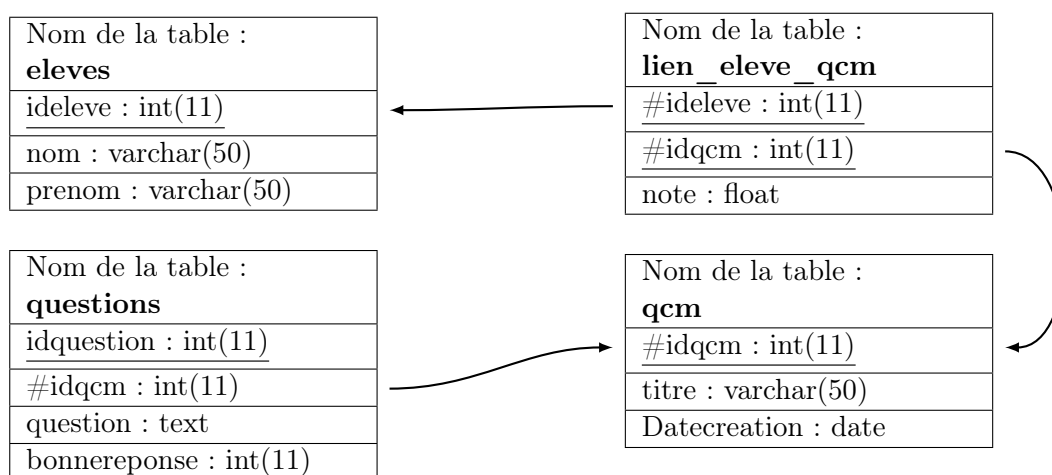 Nom de la table :
eleves
ideleve : int(11)
nom : varchar(50)
prenom : varchar(50)
Nom de la table :
lien_eleve_qcm
#ideleve : int(11)
#idqcm : int(11)
note : float
Nom de la table :
questions
idquestion : int(11)
#idqcm : int(11)
question : text
bonnereponse : int(11)
Nom de la table :
qcm
#idqcm : int(11)
titre : varchar(50)
Datecreation : date